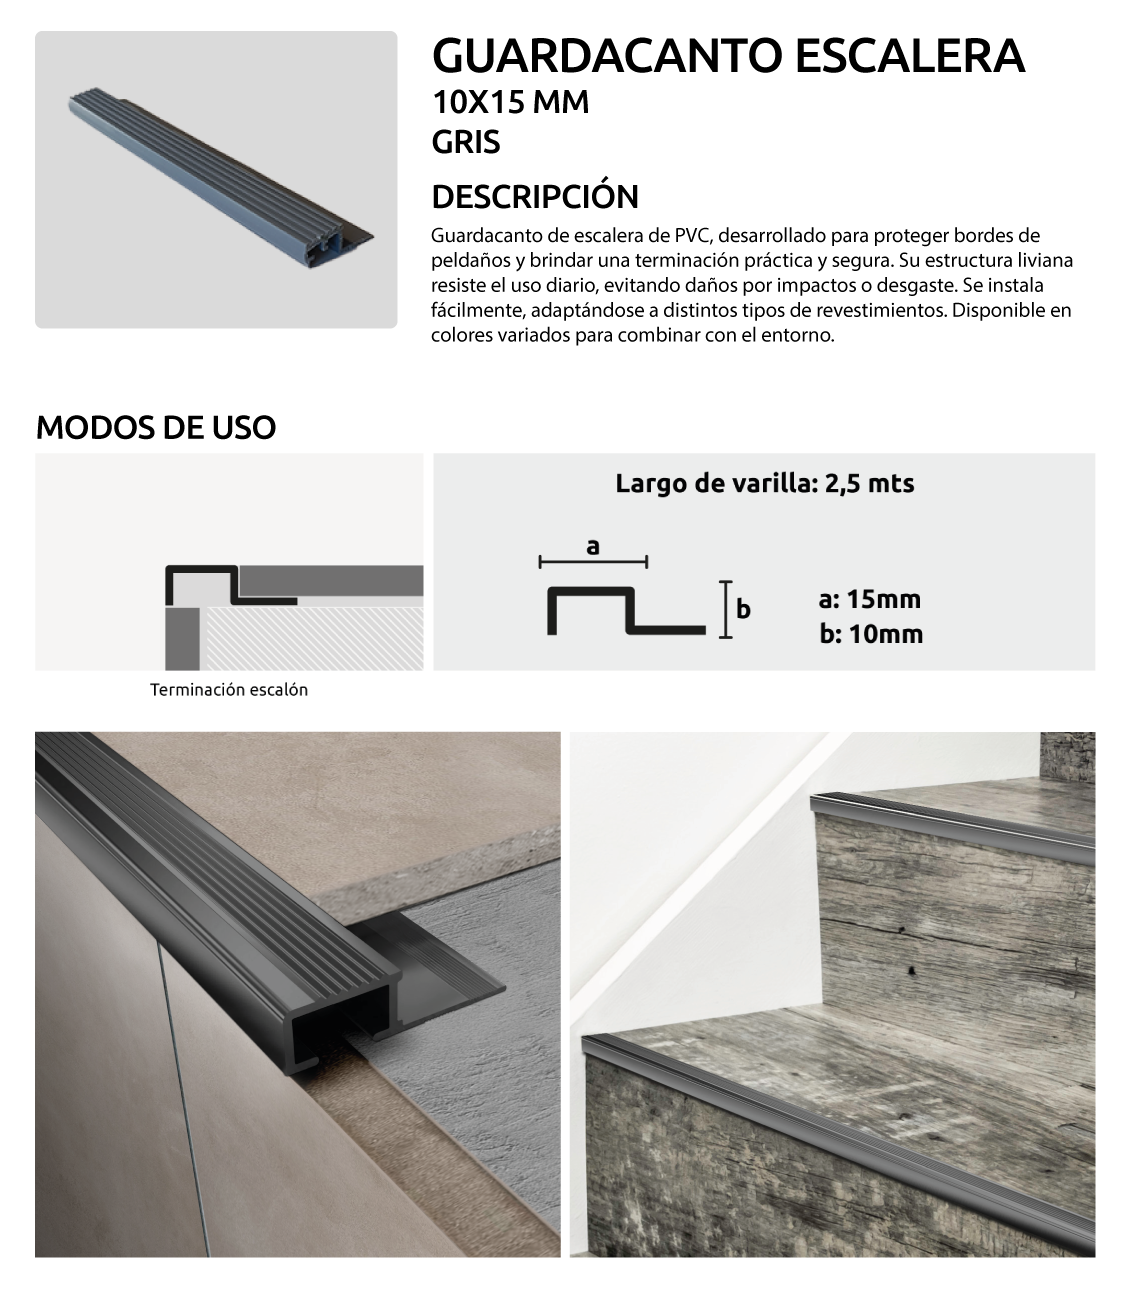 GUARDACANTO ESCALERA
10X15 MM
GRIS
DESCRIPCIÓN
Guardacanto de escalera de PVC, desarrollado para proteger bordes de
peldaños y brindar una terminación práctica y segura. Su estructura liviana
resiste el uso diario, evitando daños por impactos o desgaste. Se instala
fácilmente, adaptándose a distintos tipos de revestimientos. Disponible en
colores variados para combinar con el entorno.
MODOS DE USO
Largo de varilla: 2,5 mts
a
b
a: 15mm
b: 10mm
Terminación escalón